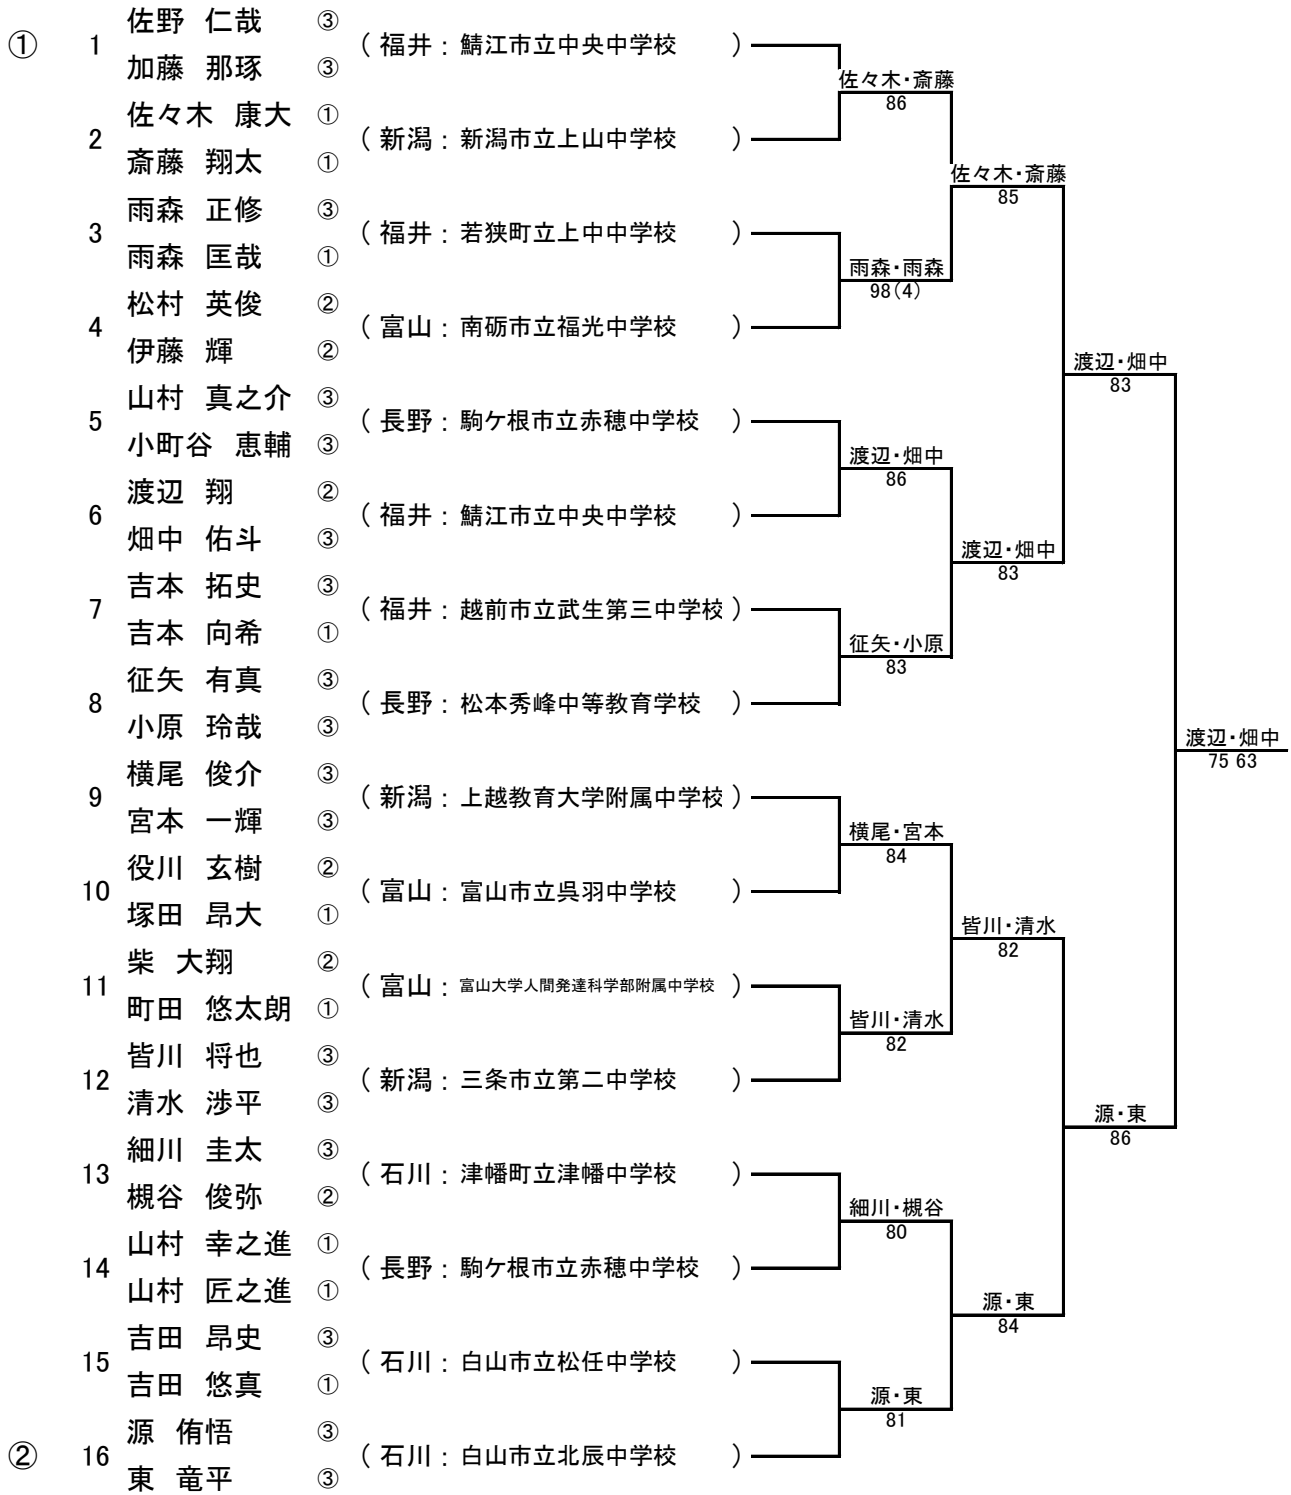 ① 1 佐野 仁哉 ③ 加藤 那琢 ③ ( 福井 : 鯖江市立中央中学校 )
2 佐々木 康大 ① 斎藤 翔太 ① ( 新潟 : 新潟市立上山中学校 )
3 雨森 正修 ③ 雨森 匡哉 ① ( 福井 : 若狭町立上中中学校 )
4 松村 英俊 ② 伊藤 輝 ② ( 富山 : 南砺市立福光中学校 )
5 山村 真之介 ③ 小町谷 恵輔 ③ ( 長野 : 駒ケ根市立赤穂中学校 )
6 渡辺 翔 ② 畑中 佑斗 ③ ( 福井 : 鯖江市立中央中学校 )
7 吉本 拓史 ③ 吉本 向希 ① ( 福井 : 越前市立武生第三中学校 )
8 征矢 有真 ③ 小原 玲哉 ③ ( 長野 : 松本秀峰中等教育学校 )
9 横尾 俊介 ③ 宮本 一輝 ③ ( 新潟 : 上越教育大学附属中学校 )
10 役川 玄樹 ② 塚田 昂大 ① ( 富山 : 富山市立呉羽中学校 )
11 柴 大翔 ② 町田 悠太朗 ① ( 富山 : 富山大学人間発達科学部附属中学校 )
12 皆川 将也 ③ 清水 渉平 ③ ( 新潟 : 三条市立第二中学校 )
13 細川 圭太 ③ 槻谷 俊弥 ② ( 石川 : 津幡町立津幡中学校 )
14 山村 幸之進 ① 山村 匠之進 ① ( 長野 : 駒ケ根市立赤穂中学校 )
15 吉田 昂史 ③ 吉田 悠真 ① ( 石川 : 白山市立松任中学校 )
② 16 源 侑悟 ③ 東 竜平 ③ ( 石川 : 白山市立北辰中学校 )
佐々木・斎藤
86
雨森・雨森
98(4)
渡辺・畑中
86
征矢・小原
83
横尾・宮本
84
皆川・清水
82
細川・槻谷
80
源・東
81
佐々木・斎藤
85
渡辺・畑中
83
皆川・清水
82
源・東
84
渡辺・畑中
83
源・東
86
渡辺・畑中
75 63